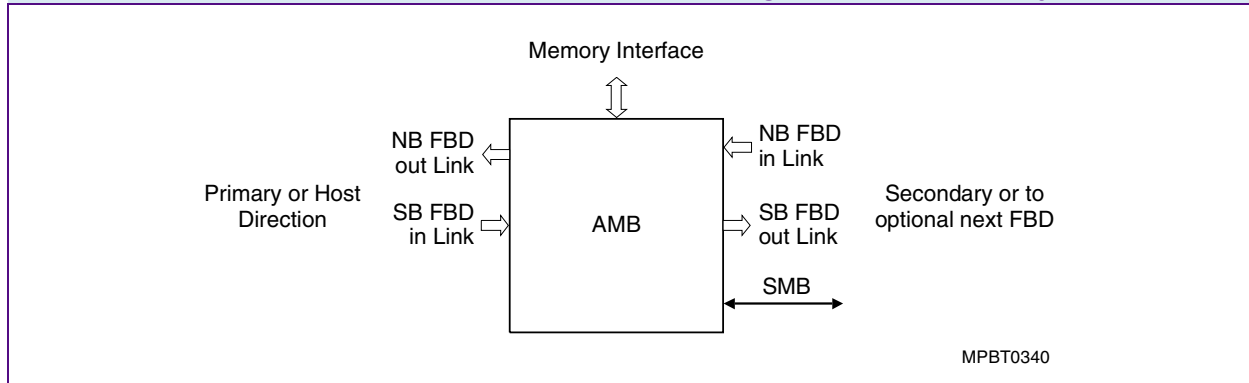 Memory Interface
NB FBD
out Link
NB FBD
in Link
Primary or Host
Direction
SB FBD
in Link
AMB
SB FBD
out Link
Secondary or to
optional next FBD
SMB
MPBT0340